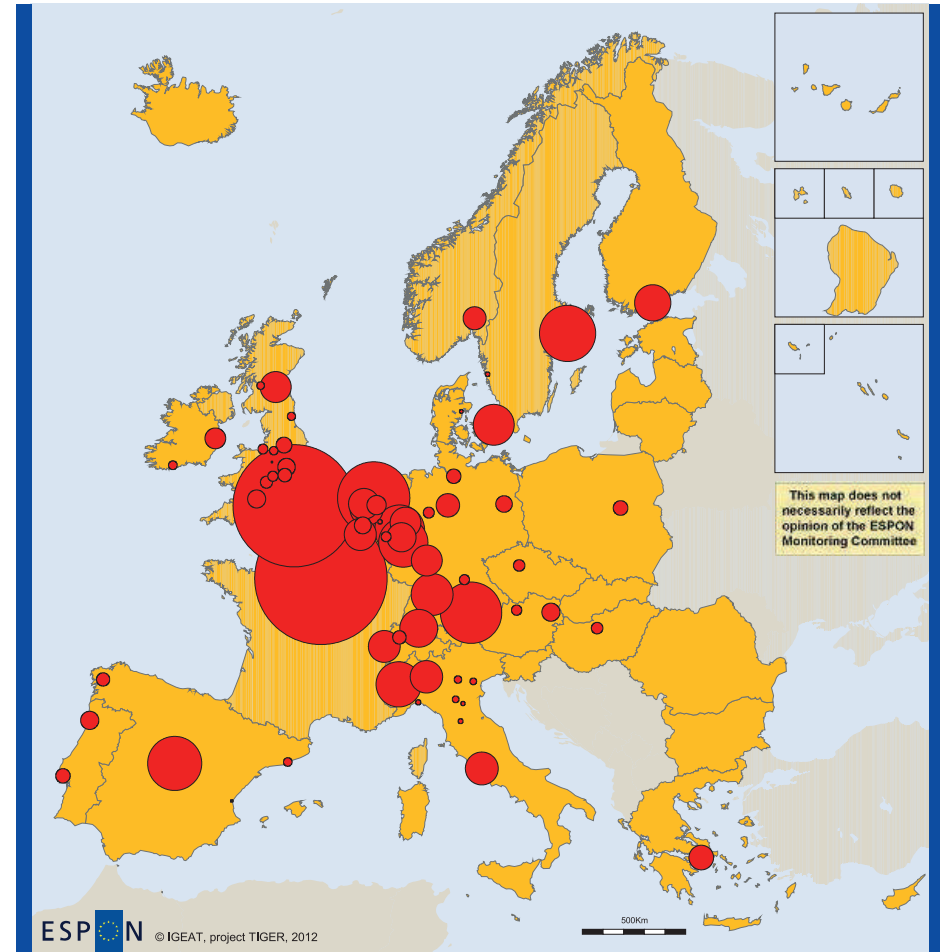 This map does not
necessarily reflect the
opinion of the ESPON
Monitoring Committee
500Km
ESPON © IGEAT, project TIGER, 2012